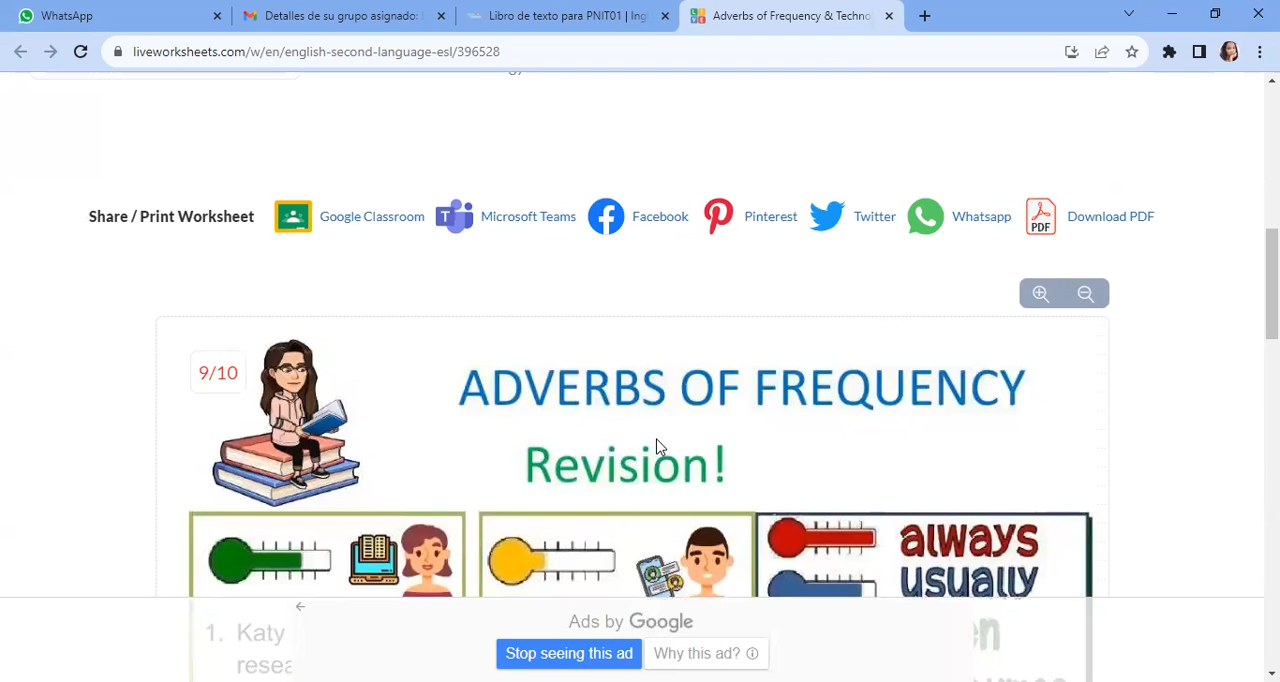 WhatsApp
Detalles de su grupo asignado:
Libro de texto para PNIT01 | Ing
Adverbs of Frequency & Techno
liveworksheets.com/w/en/english-second-language-esl/396528
Share / Print Worksheet
Google Classroom
Microsoft Teams
Facebook
Pinterest
Twitter
Whatsapp
PDF
Download PDF
9/10
ADVERBS OF FREQUENCY
Revision!
always
usually
1. Katy
Ads by Google
Stop seeing this ad
Why this ad?